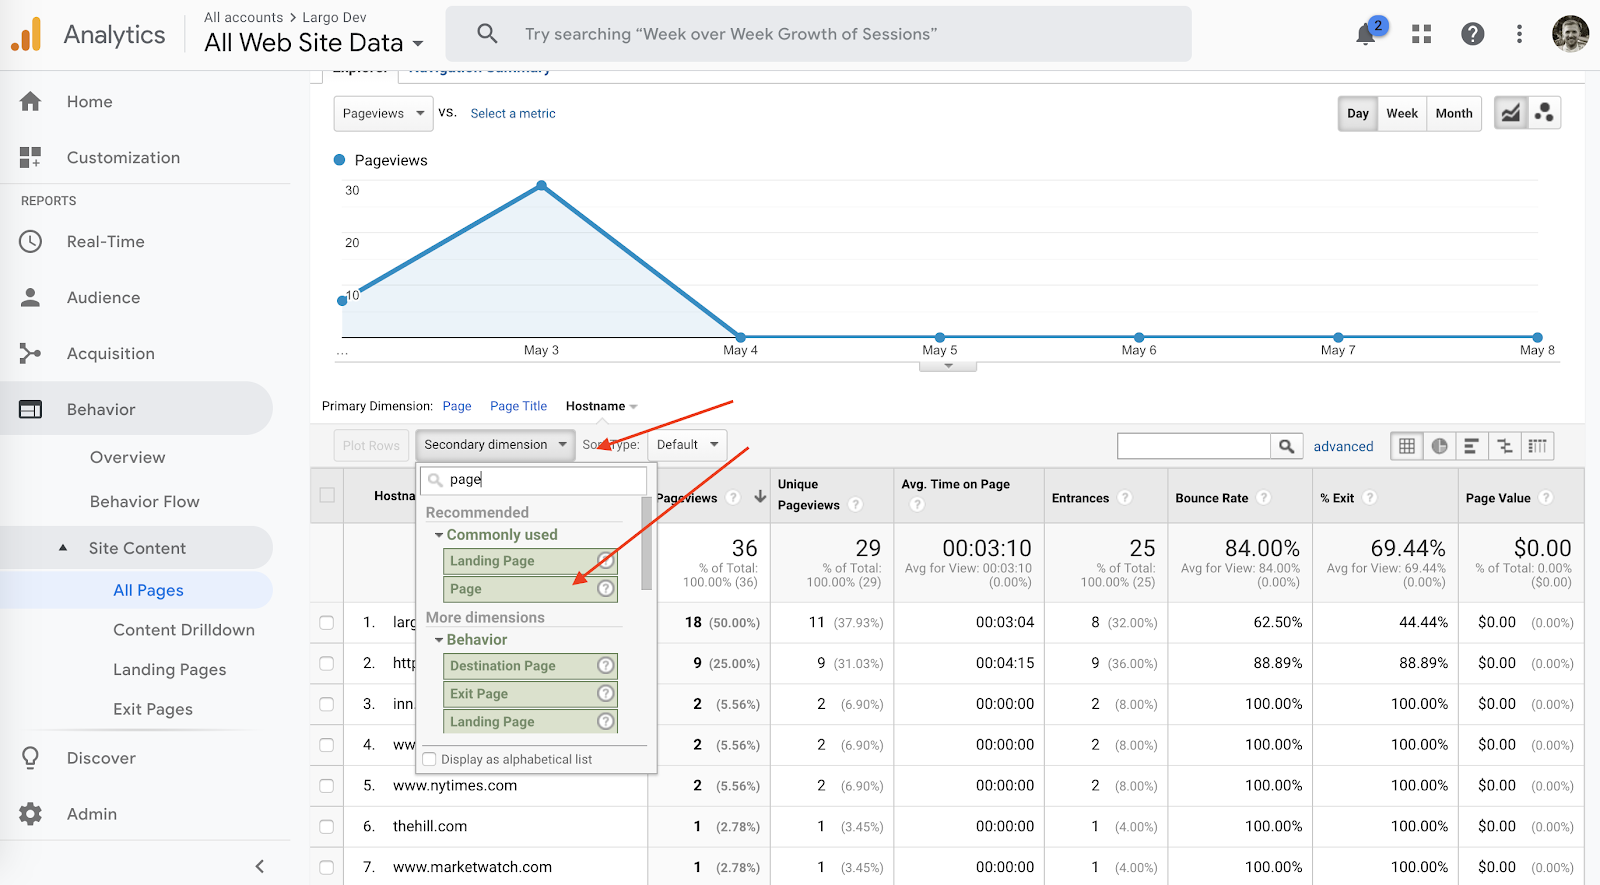 Analytics
All accounts > Largo Dev
All Web Site Data
Try searching “Week over Week Growth of Sessions”
2
Home
Customization
REPORTS
Real-Time
Audience
Acquisition
Behavior
Overview
Behavior Flow
Site Content
All Pages
Content Drilldown
Landing Pages
Exit Pages
Discover
Admin
Explorer Navigation Summary
Pageviews VS. Select a metric
Day Week Month
Pageviews
30
20
10
... May 3 May 4 May 5 May 6 May 7 May 8
Primary Dimension: Page Page Title Hostname
Plot Rows Secondary dimension Sort Type: Default advanced
page
Recommended
Commonly used
Landing Page ?
Page ?
More dimensions
Behavior
Destination Page ?
Exit Page ?
Landing Page ?
Display as alphabetical list
Hostna Pageviews ? Unique Pageviews ? Avg. Time on Page ? Entrances ? Bounce Rate ? % Exit ? Page Value ?
36 29 00:03:10 25 84.00% 69.44% $0.00
% of Total: % of Total: Avg for View: 00:03:10 % of Total: Avg for View: 84.00% Avg for View: 69.44% % of Total: 0.00%
100.00% (36) 100.00% (29) (0.00%) 100.00% (25) (0.00%) (0.00%) ($0.00)
1. larg 18 (50.00%) 11 (37.93%) 00:03:04 8 (32.00%) 62.50% 44.44% $0.00 (0.00%)
2. http 9 (25.00%) 9 (31.03%) 00:04:15 9 (36.00%) 88.89% 88.89% $0.00 (0.00%)
3. inn. 2 (5.56%) 2 (6.90%) 00:00:00 2 (8.00%) 100.00% 100.00% $0.00 (0.00%)
4. ww 2 (5.56%) 2 (6.90%) 00:00:00 2 (8.00%) 100.00% 100.00% $0.00 (0.00%)
5. www.nytimes.com 2 (5.56%) 2 (6.90%) 00:00:00 2 (8.00%) 100.00% 100.00% $0.00 (0.00%)
6. thehill.com 1 (2.78%) 1 (3.45%) 00:00:00 1 (4.00%) 100.00% 100.00% $0.00 (0.00%)
7. www.marketwatch.com 1 (2.78%) 1 (3.45%) 00:00:00 1 (4.00%) 100.00% 100.00% $0.00 (0.00%)